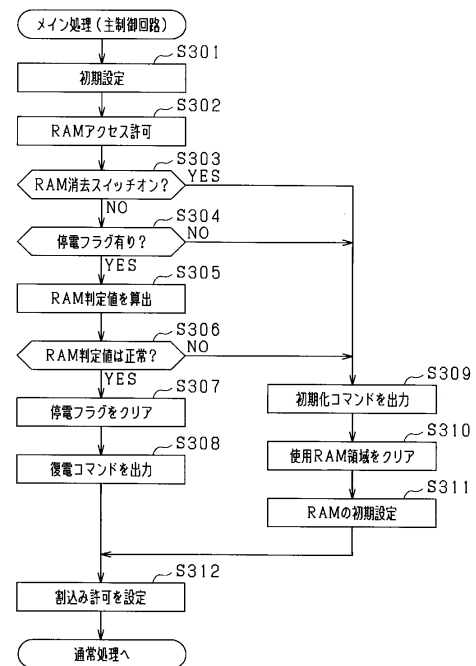 メイン処理(主制御回路)
S301
初期設定
S302
RAMアクセス許可
S303
RAM消去スイッチオン?
YES
NO
S304
停電フラグ有り?
NO
YES
S305
RAM判定値を算出
S306
RAM判定値は正常?
NO
YES
S307
停電フラグをクリア
S308
復電コマンドを出力
S309
初期化コマンドを出力
S310
使用RAM領域をクリア
S311
RAMの初期設定
S312
割込み許可を設定
通常処理へ